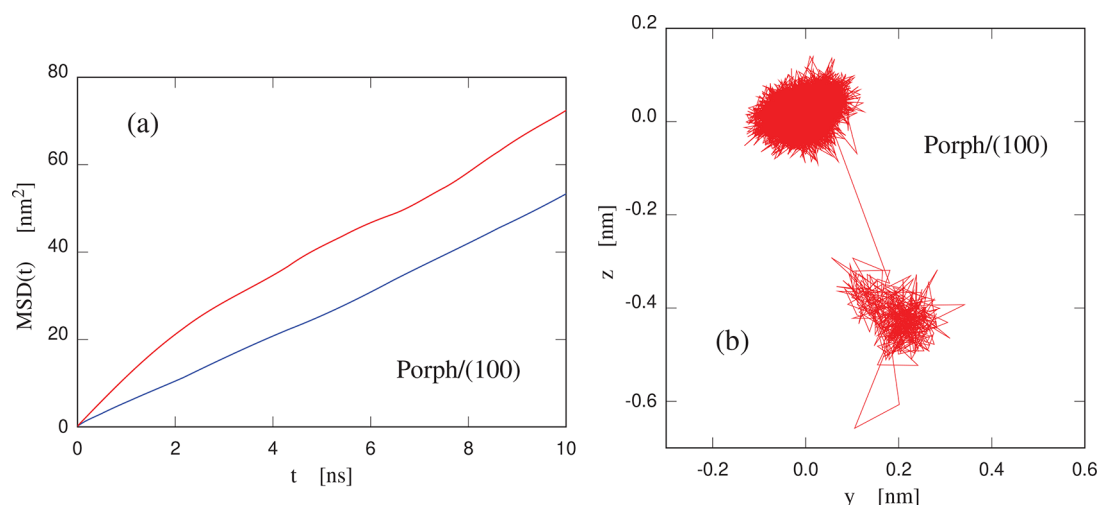 80
60
40
20
0
MSD(t) [nm²]
(a)
Porph/(100)
0 2 4 6 8 10
t [ns]
0.2
0.0
-0.2
-0.4
-0.6
z [nm]
Porph/(100)
(b)
-0.2 0.0 0.2 0.4 0.6
y [nm]